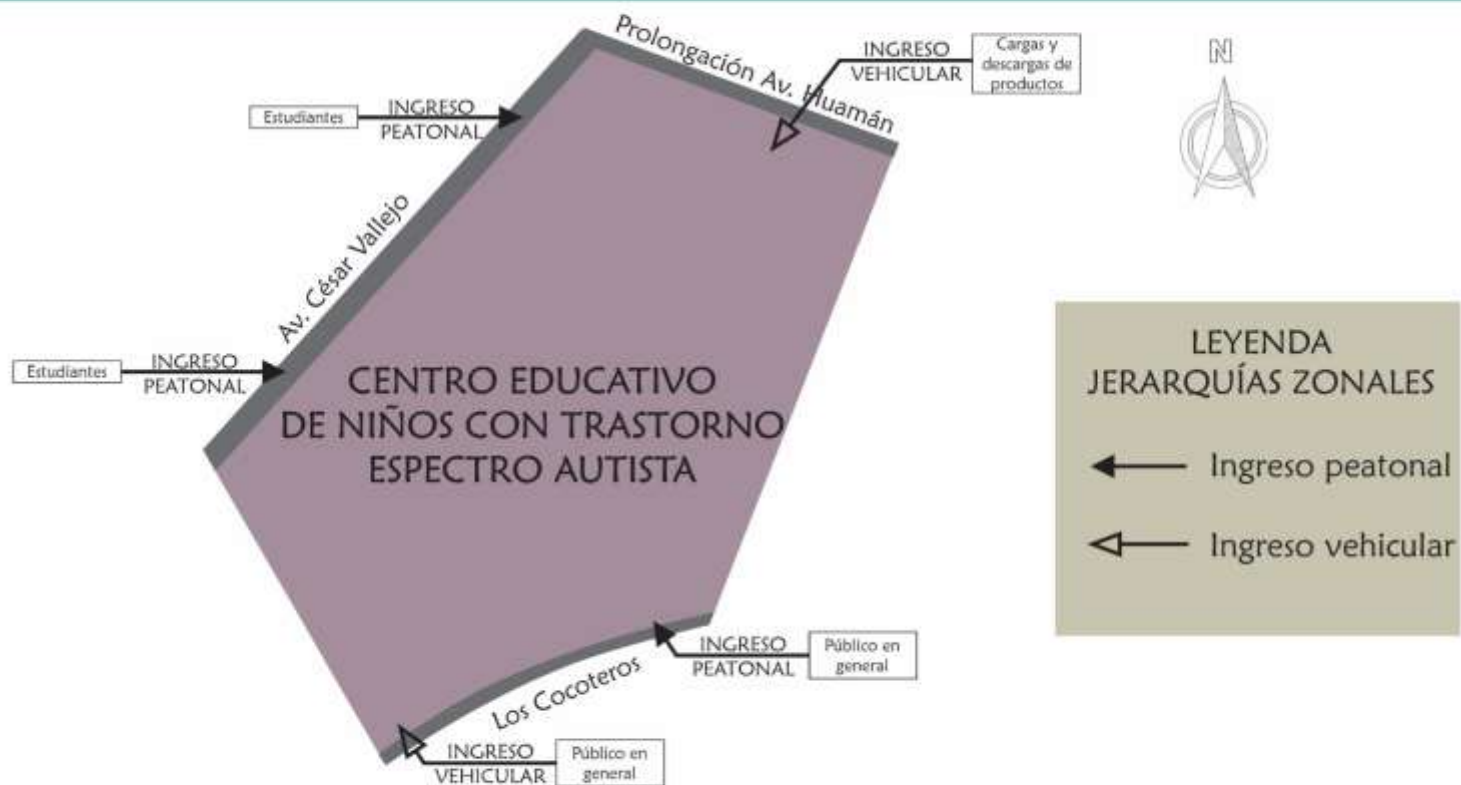 Prolongación Av. Huamán
INGRESO
VEHICULAR
Cargas y
descargas de
productos
N
Estudiantes
INGRESO
PEATONAL
Av. César Vallejo
Estudiantes
INGRESO
PEATONAL
CENTRO EDUCATIVO
DE NIÑOS CON TRASTORNO
ESPECTRO AUTISTA
LEYENDA
JERARQUÍAS ZONALES
Ingreso peatonal
Ingreso vehicular
INGRESO
PEATONAL
Público en
general
Los Cocoteros
INGRESO
VEHICULAR
Público en
general